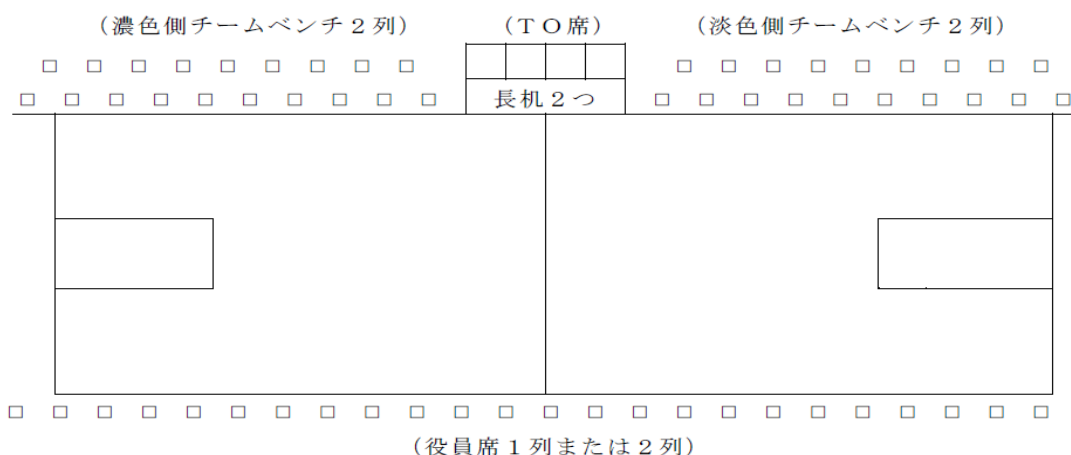 (濃色側チームベンチ２列) (ＴＯ席) (淡色側チームベンチ２列)
□ □ □ □ □ □ □ □ □ □ □ □ □ □ □ □ □ □
□ □ □ □ □ □ □ □ □ □ 長机２つ □ □ □ □ □ □ □ □ □ □
□ □ □ □ □ □ □ □ □ □ □ □ □ □ □ □ □ □ □ □ □ □ □ □
(役員席１列または２列)